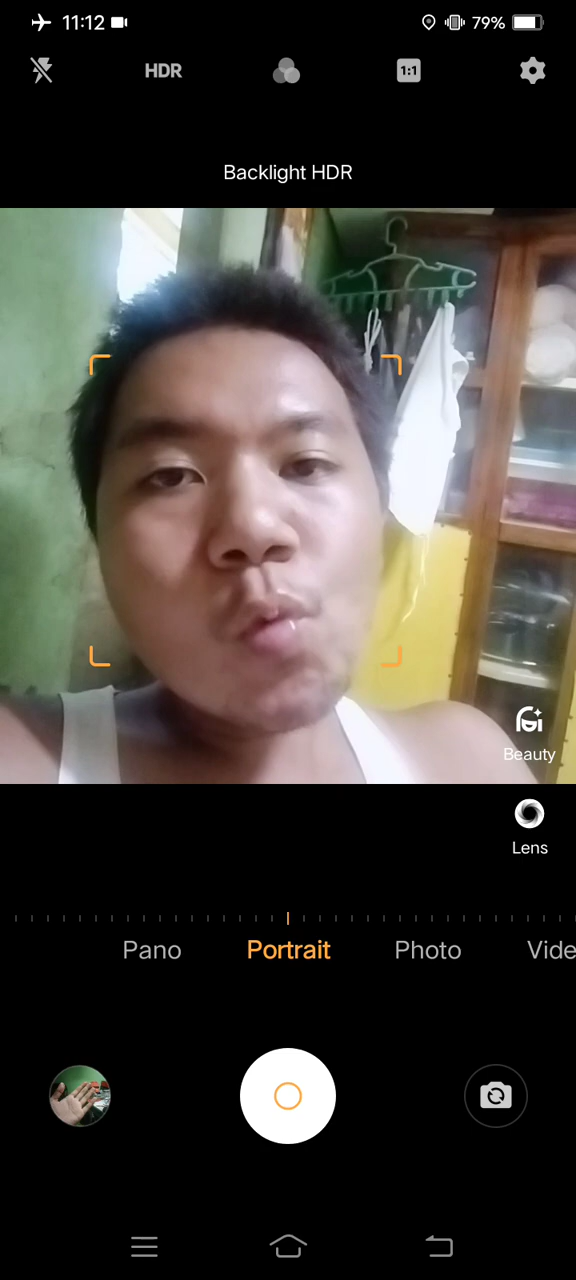 11:12
79%
HDR
1:1
Backlight HDR
Beauty
Lens
Pano
Portrait
Photo
Vide